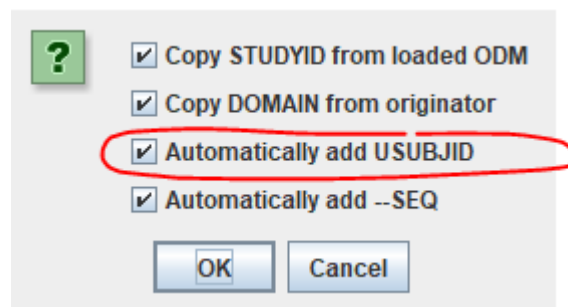 ?
Copy STUDYID from loaded ODM
Copy DOMAIN from originator
Automatically add USUBJID
Automatically add --SEQ
OK Cancel